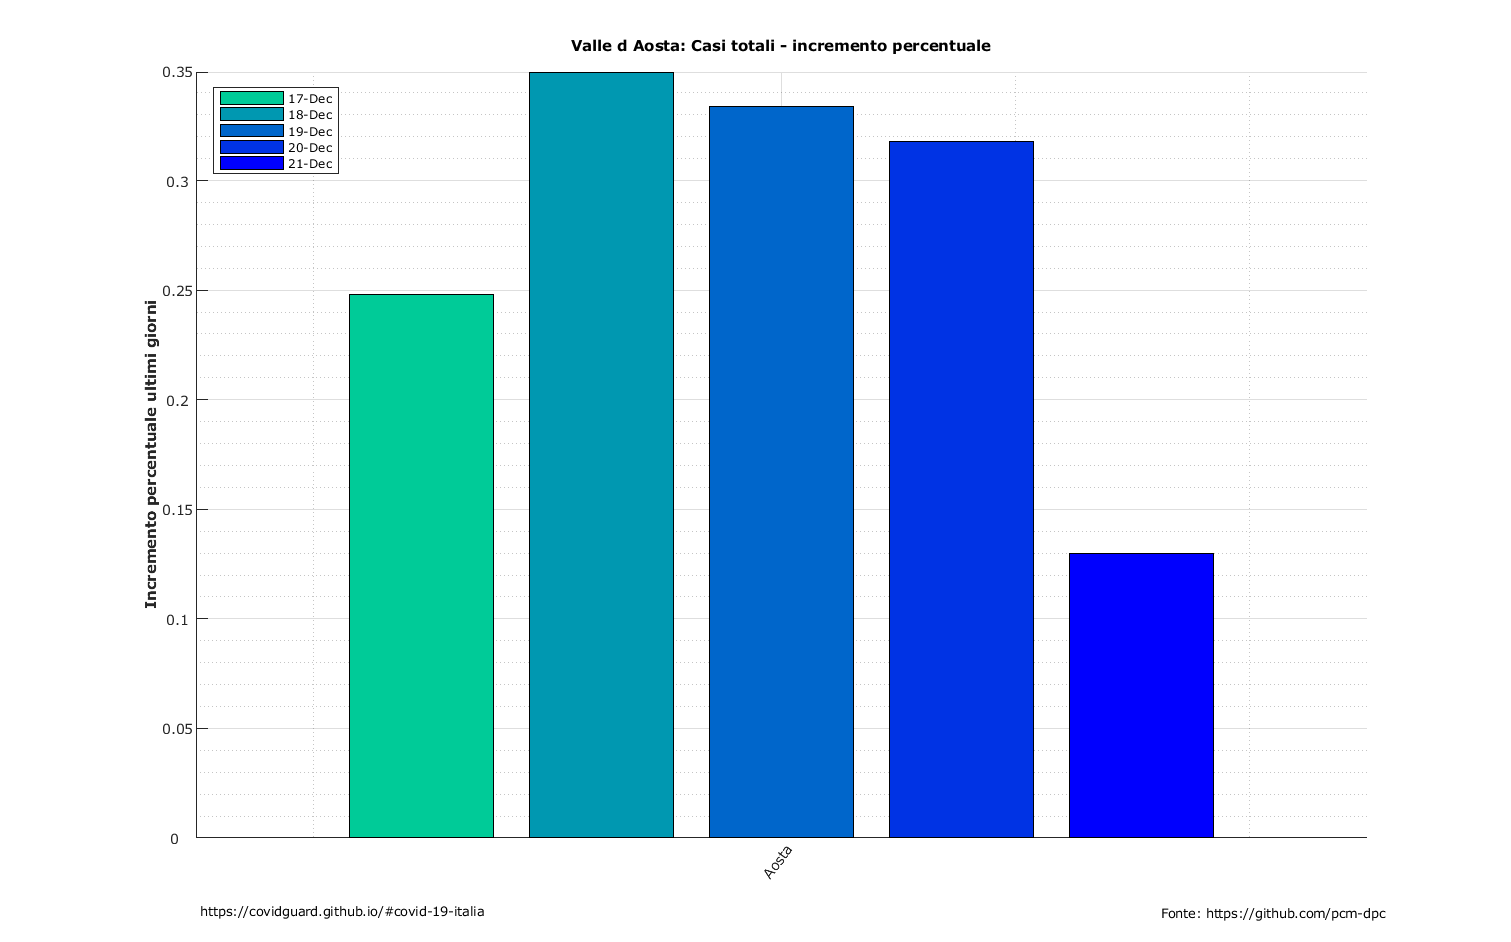 Valle d Aosta: Casi totali - incremento percentuale
0.35
0.3
0.25
0.2
0.15
0.1
0.05
0
Incremento percentuale ultimi giorni
17-Dec
18-Dec
19-Dec
20-Dec
21-Dec
Aosta
https://covidguard.github.io/#covid-19-italia
Fonte: https://github.com/pcm-dpc